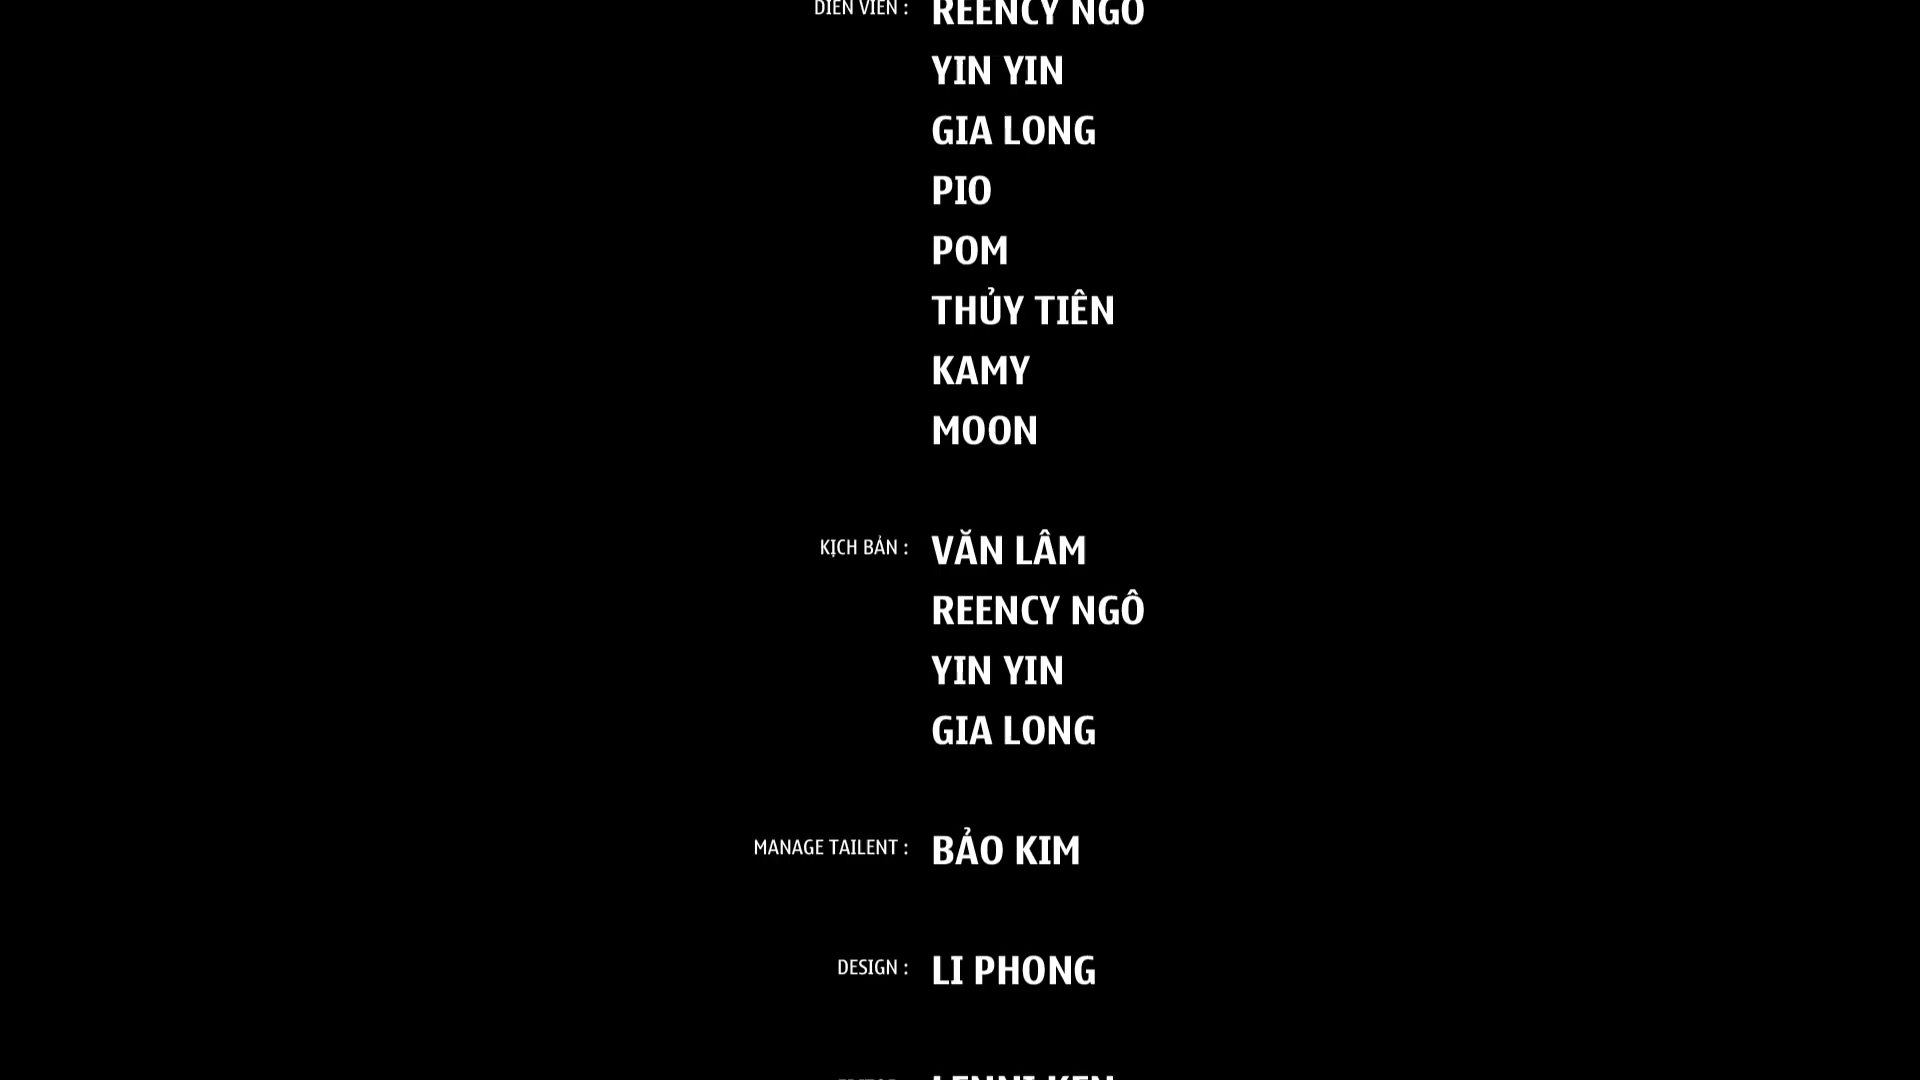 DIỄN VIÊN : REENCY NGÔ
YIN YIN
GIA LONG
PIO
POM
THỦY TIÊN
KAMY
MOON
KỊCH BẢN : VĂN LÂM
REENCY NGÔ
YIN YIN
GIA LONG
MANAGE TAILENT : BẢO KIM
DESIGN : LI PHONG